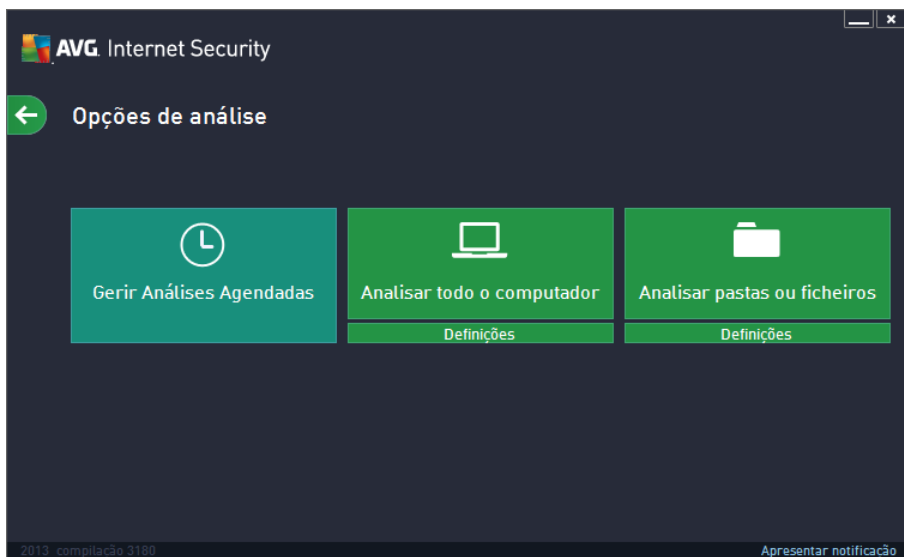 AVG. Internet Security
Opções de análise
Gerir Análises Agendadas
Analisar todo o computador
Analisar pastas ou ficheiros
Definições
Definições
2013 compilação 3180
Apresentar notificação